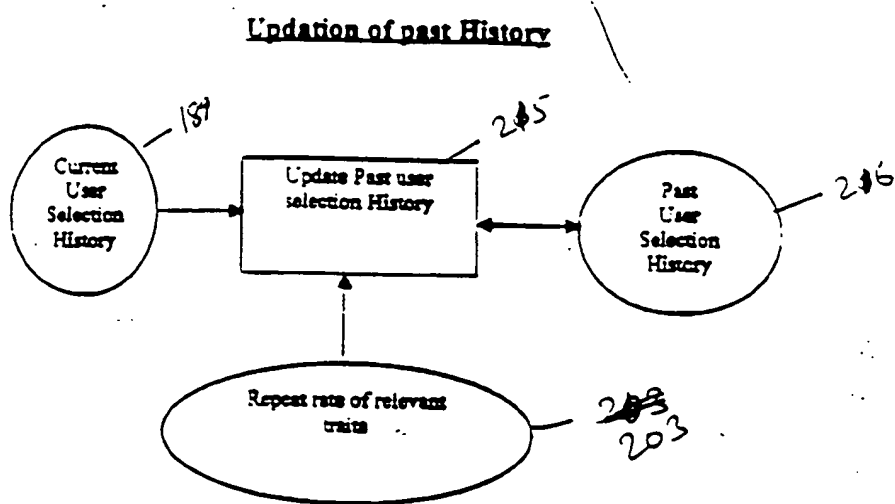 Updation of past History
Current
User
Selection
History
Update Past user
selection History
Past
User
Selection
History
Repeat rate of relevant
traits
203